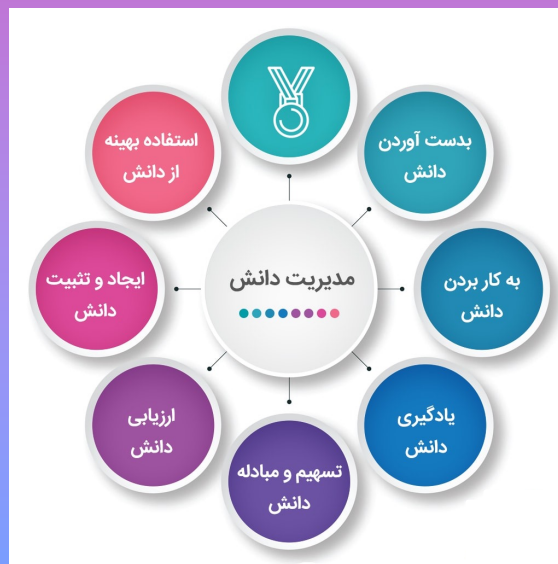 مدیریت دانش
بدست آوردن
دانش
به کار بردن
دانش
یادگیری
دانش
تسهیم و مبادله
دانش
ارزیابی
دانش
ایجاد و تثبیت
دانش
استفاده بهینه
از دانش